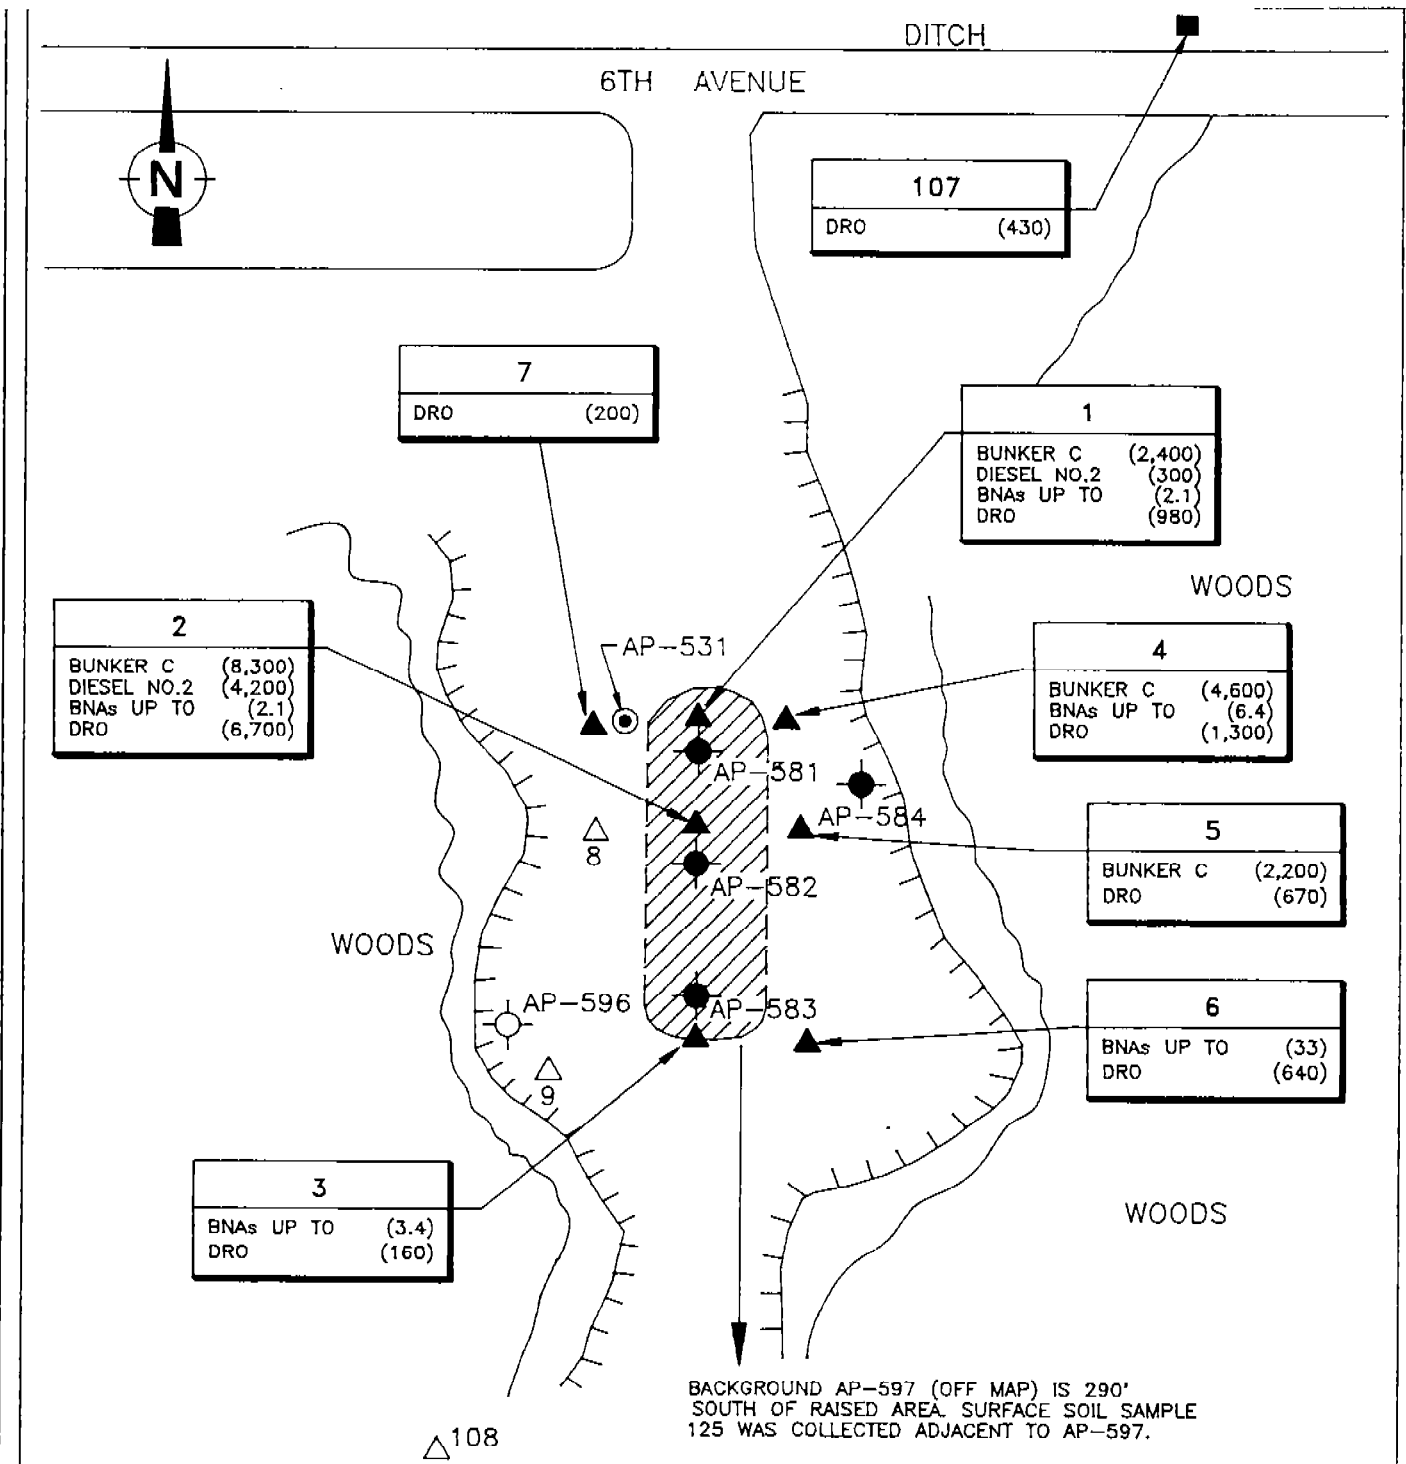 DITCH
6TH AVENUE
N
107
DRO (430)
7
DRO (200)
1
BUNKER C (2,400)
DIESEL NO.2 (300)
BNAs UP TO (2.1)
DRO (980)
WOODS
2
BUNKER C (8,300)
DIESEL NO.2 (4,200)
BNAs UP TO (2.1)
DRO (6,700)
AP-531
4
BUNKER C (4,600)
BNAs UP TO (6.4)
DRO (1,300)
AP-581
AP-584
8
5
BUNKER C (2,200)
DRO (670)
AP-582
WOODS
AP-596
AP-583
6
BNAs UP TO (33)
DRO (640)
9
3
BNAs UP TO (3.4)
DRO (160)
WOODS
BACKGROUND AP-597 (OFF MAP) IS 290'
SOUTH OF RAISED AREA. SURFACE SOIL SAMPLE
125 WAS COLLECTED ADJACENT TO AP-597.
108